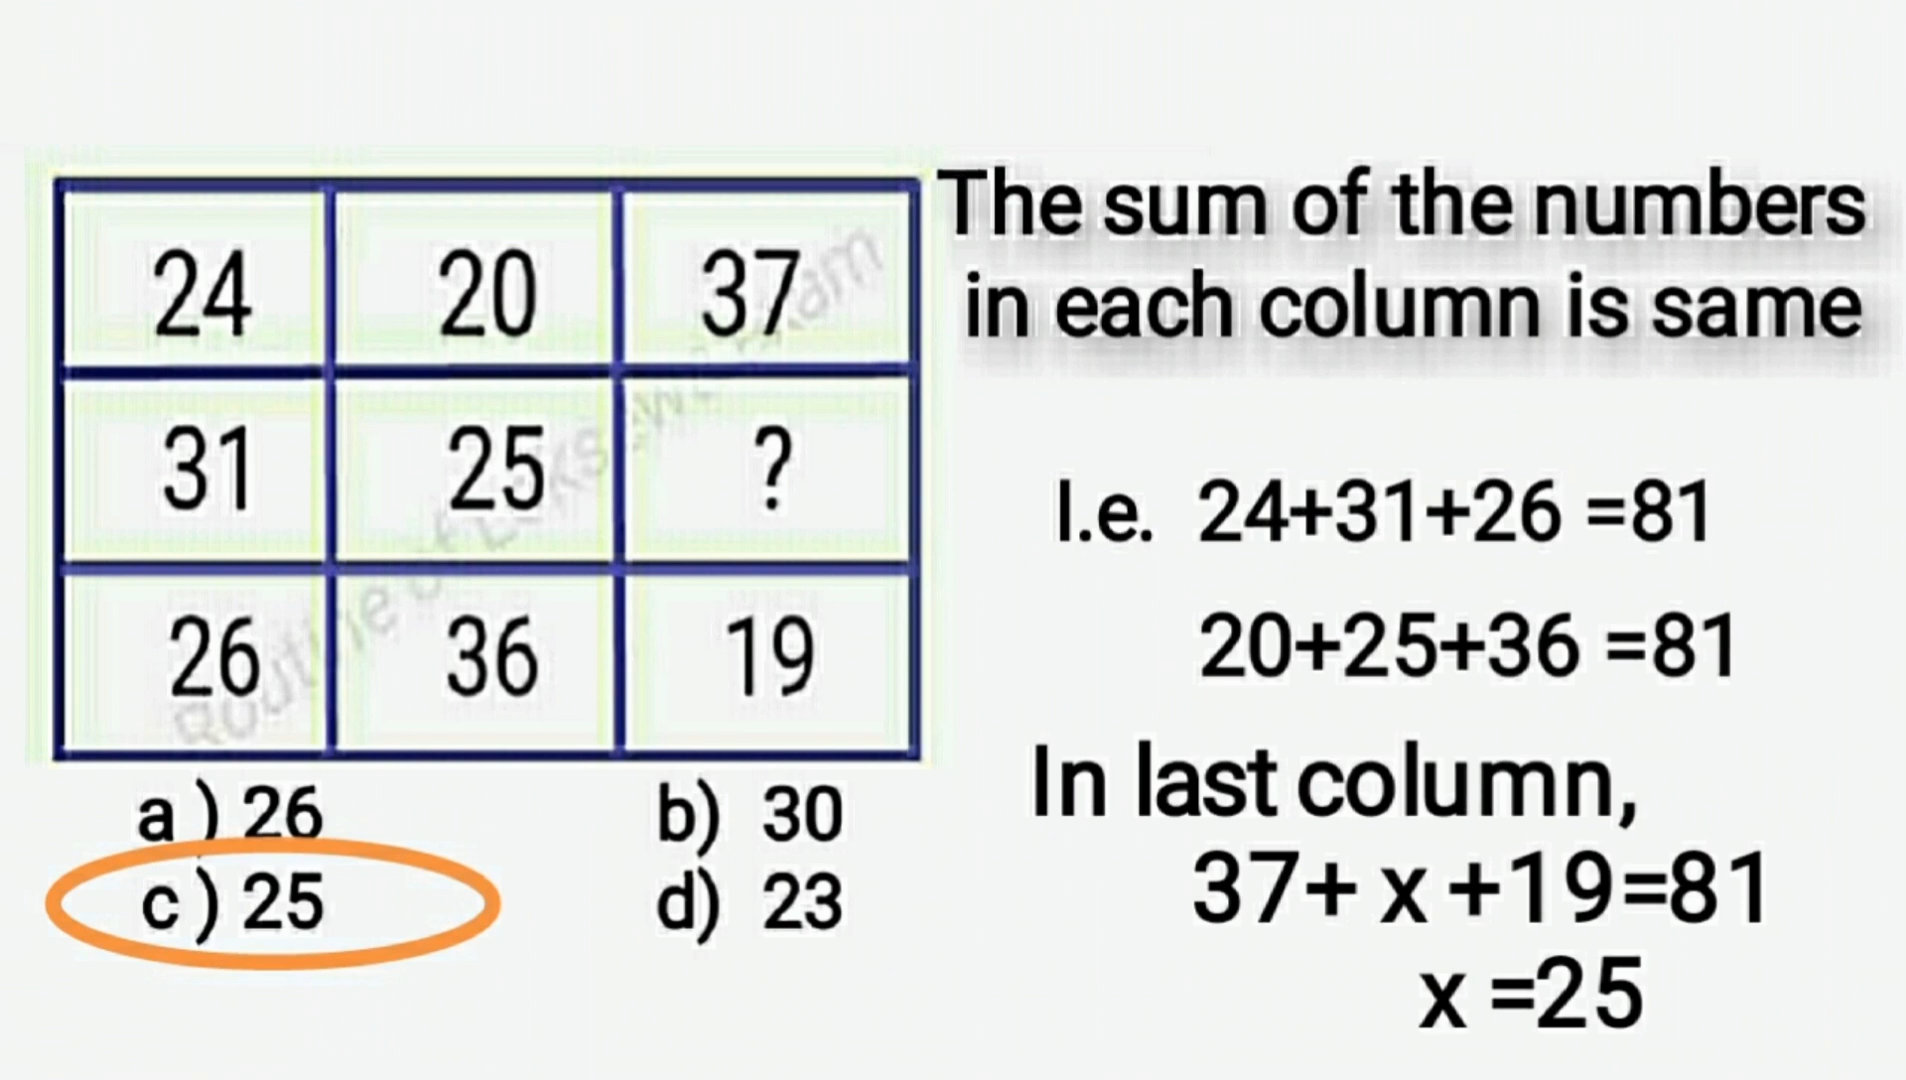 24 20 37
31 25 ?
26 36 19
a ) 26 b) 30
c ) 25 d) 23
The sum of the numbers
in each column is same
I.e. 24+31+26 =81
20+25+36 =81
In last column,
37+ x +19=81
x =25